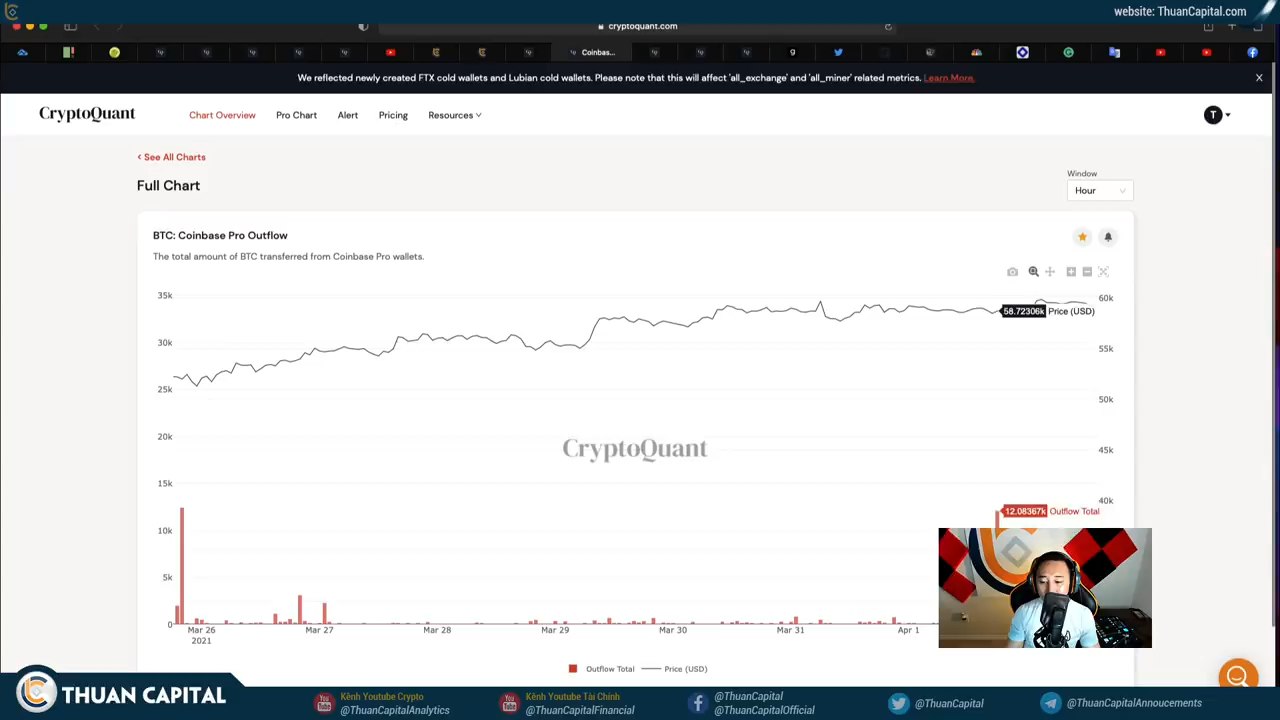 website: ThuanCapital.com
cryptoquant.com
Coinbas...
We reflected newly created FTX cold wallets and Lubian cold wallets. Please note that this will affect 'all_exchange' and 'all_miner' related metrics. Learn More.
CryptoQuant
Chart Overview
Pro Chart
Alert
Pricing
Resources
T
< See All Charts
Full Chart
Window
Hour
BTC: Coinbase Pro Outflow
The total amount of BTC transferred from Coinbase Pro wallets.
35k
30k
25k
20k
15k
10k
5k
0
60k
55k
50k
45k
40k
58.72306k Price (USD)
CryptoQuant
12.08367k Outflow Total
Mar 26
2021
Mar 27
Mar 28
Mar 29
Mar 30
Mar 31
Apr 1
Outflow Total
Price (USD)
THUAN CAPITAL
Kênh Youtube Crypto
@ThuanCapitalAnalytics
Kênh Youtube Tài Chính
@ThuanCapitalFinancial
@ThuanCapital
@ThuanCapitalOfficial
@ThuanCapital
@ThuanCapitalAnnoucements